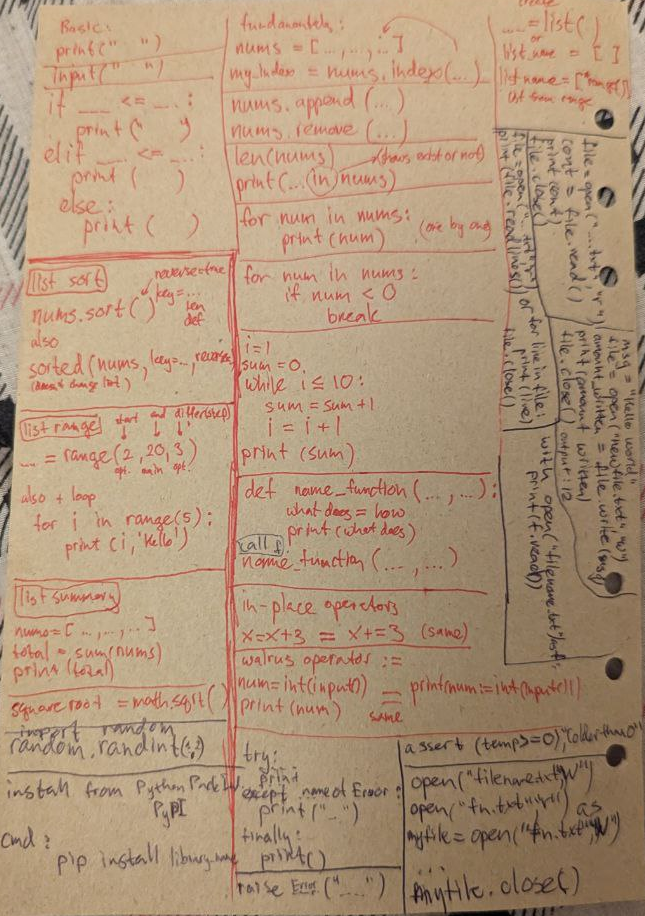 Basic:
print("     ")
input("     ")
if ___ <= ___:
print("     ")
elif ___ <= ___:
print (     )
else:
print (     )
list sort
reverse=true
nums.sort( )
key=...
len
def
also
sorted(nums, key=..., reverse
(doesn't change list)
list range
start and differ(step)
... = range(2, 20, 3)
opt. main opt.
also + loop
for i in range(5):
print (i, 'Hello')
list summary
nums=[ ..., ..., .. ]
total = sum(nums)
print (total)
square root = math.sqrt( )
import random
random.randint(:,:)
install from Python Pack Ind
PyPI
cmd:
pip install library_name
fundamentals:
nums = [..., ..., ..]
my_index = nums.index(...)
nums.append (...)
nums.remove (...)
len(nums)
(shows exist or not)
print(...(in) nums)
for num in nums:
print (num)
(one by one)
for num in nums:
if num < 0
break
i=1
sum=0
while i ≤ 10:
sum = sum+1
i = i+1
print (sum)
def name_function (..., ...):
what does = how
print (what does)
call f
name_function (..., ...)
in-place operators
x=x+3 = x+=3 (same)
walrus operator :=
num=int(input()) = print(num:=int(input()))
print (num)
same
try:
print
except name of Error:
print ("...")
finally:
print()
raise Error ("......")
create
...... = list( )
or
list_name = [ ]
list name = [*range()]
list from range
file=open("....txt", "r")
cont = file.read()
print(cont)
file.close()
file=open("...txt","r")
print(file.readlines()) or for line in file:
print (line)
file.close()
msg = "Hello world"
file = open("newfile.txt" "w")
amount_written = file.write(msg)
print (amount written)
file.close() output: 12
with open("filename.txt") as f:
print(f.read())
assert (temp>=0),"Colder than 0"
open("filename.txt","w")
open("fn.txt" "r")
as
myfile = open("fn.txt","w")
myfile.close()